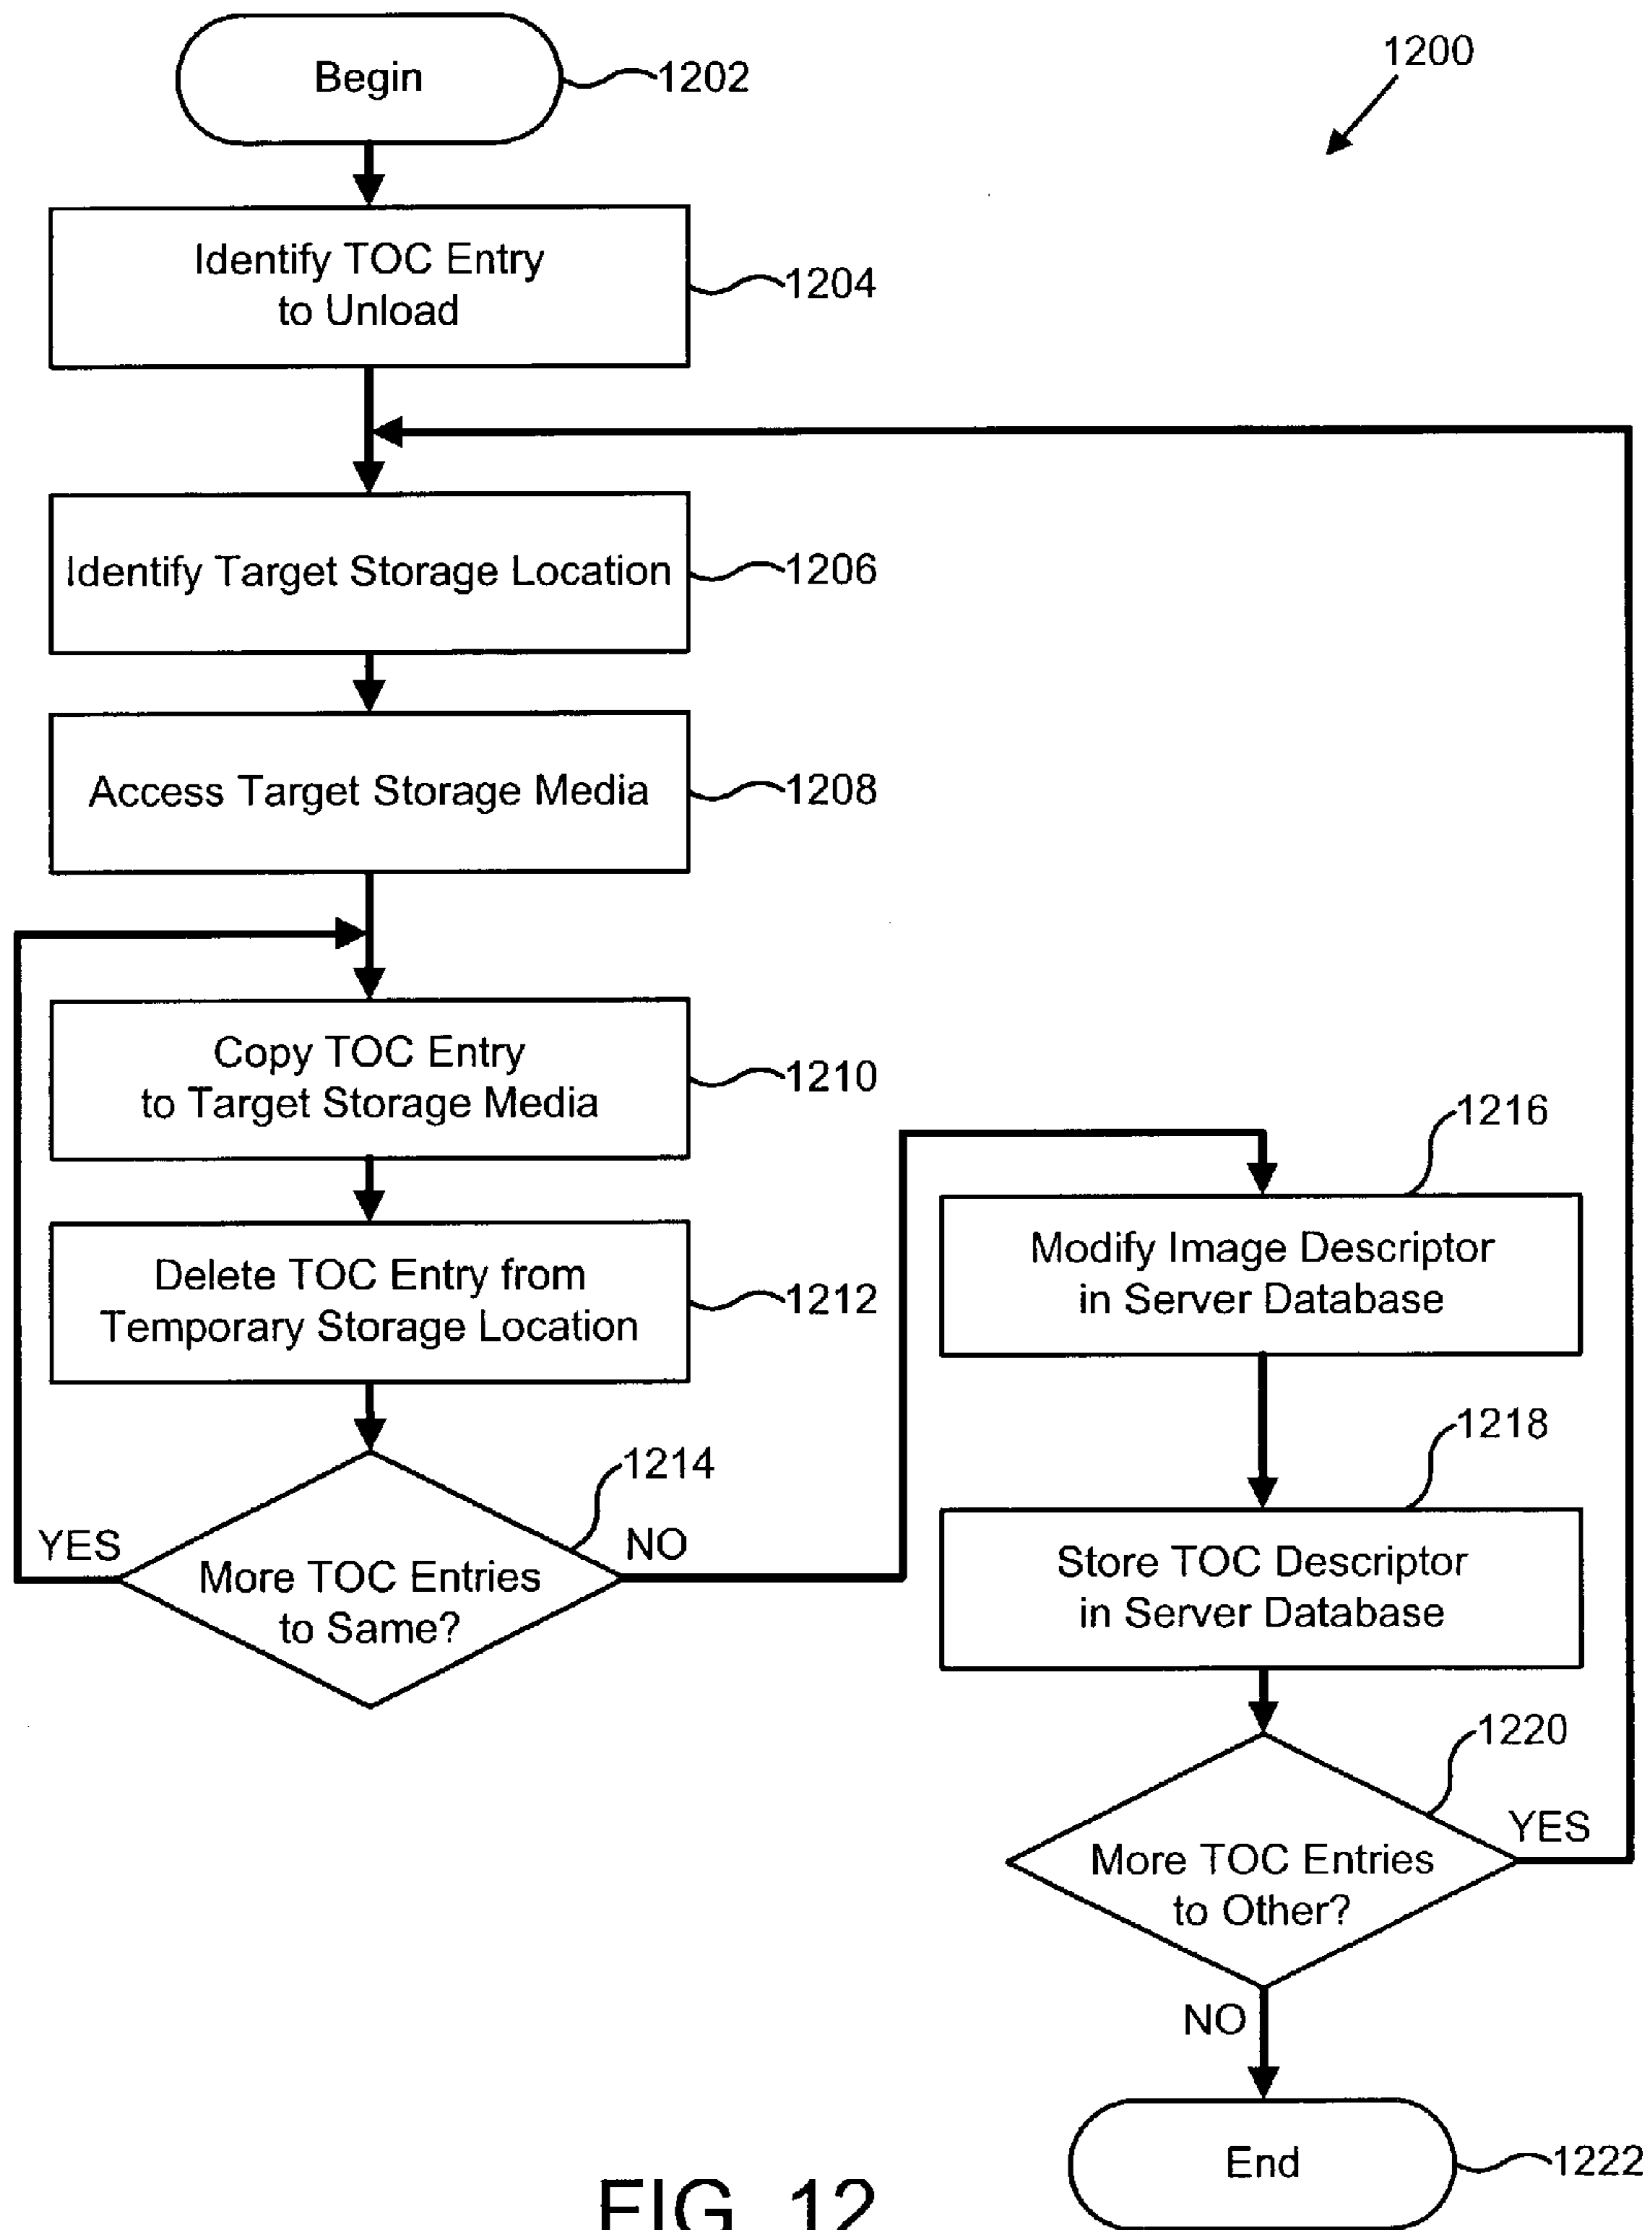 Begin
1202
1200
Identify TOC Entry
to Unload
1204
Identify Target Storage Location
1206
Access Target Storage Media
1208
Copy TOC Entry
to Target Storage Media
1210
Delete TOC Entry from
Temporary Storage Location
1212
1214
YES
NO
More TOC Entries
to Same?
1216
Modify Image Descriptor
in Server Database
1218
Store TOC Descriptor
in Server Database
1220
YES
More TOC Entries
to Other?
NO
End
1222
FIG. 12